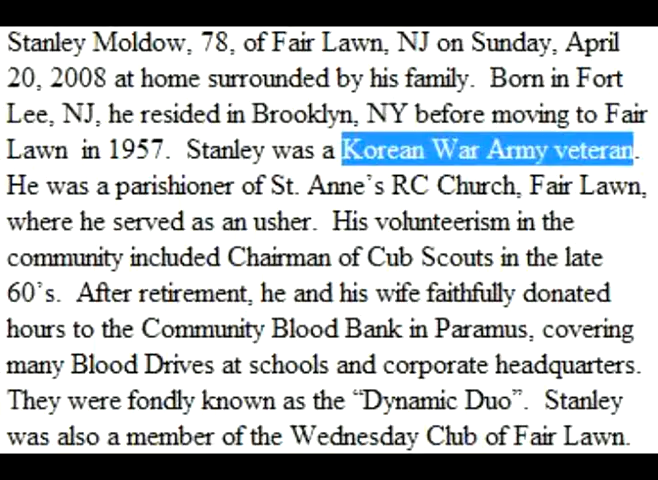 Stanley Moldow, 78, of Fair Lawn, NJ on Sunday, April
20, 2008 at home surrounded by his family.  Born in Fort
Lee, NJ, he resided in Brooklyn, NY before moving to Fair
Lawn  in 1957.  Stanley was a Korean War Army veteran.
He was a parishioner of St. Anne’s RC Church, Fair Lawn,
where he served as an usher.  His volunteerism in the
community included Chairman of Cub Scouts in the late
60’s.  After retirement, he and his wife faithfully donated
hours to the Community Blood Bank in Paramus, covering
many Blood Drives at schools and corporate headquarters.
They were fondly known as the “Dynamic Duo”.  Stanley
was also a member of the Wednesday Club of Fair Lawn.